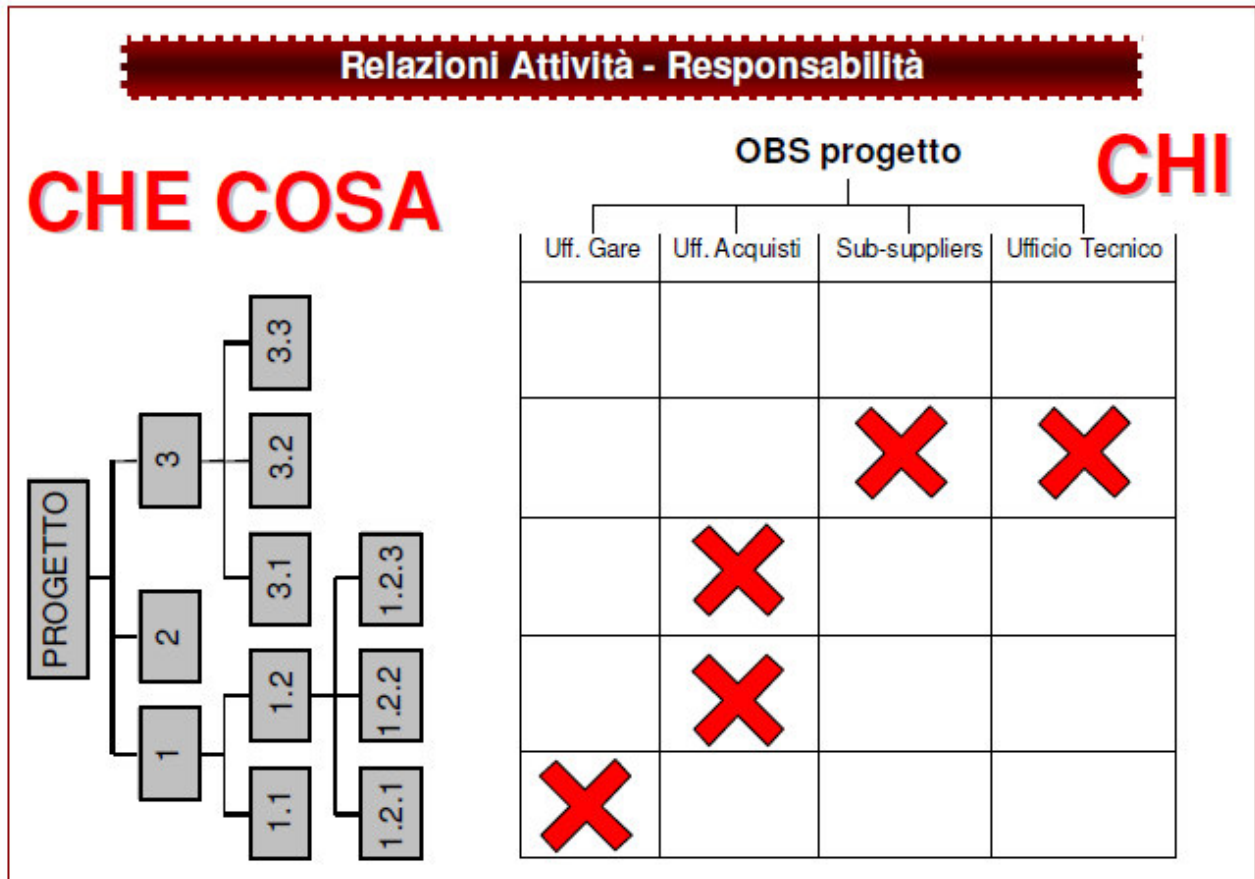 Relazioni Attività - Responsabilità
CHE COSA
OBS progetto
CHI
Uff. Gare
Uff. Acquisti
Sub-suppliers
Ufficio Tecnico
PROGETTO
3
2
1
3.3
3.2
3.1
1.2
1.1
1.2.3
1.2.2
1.2.1